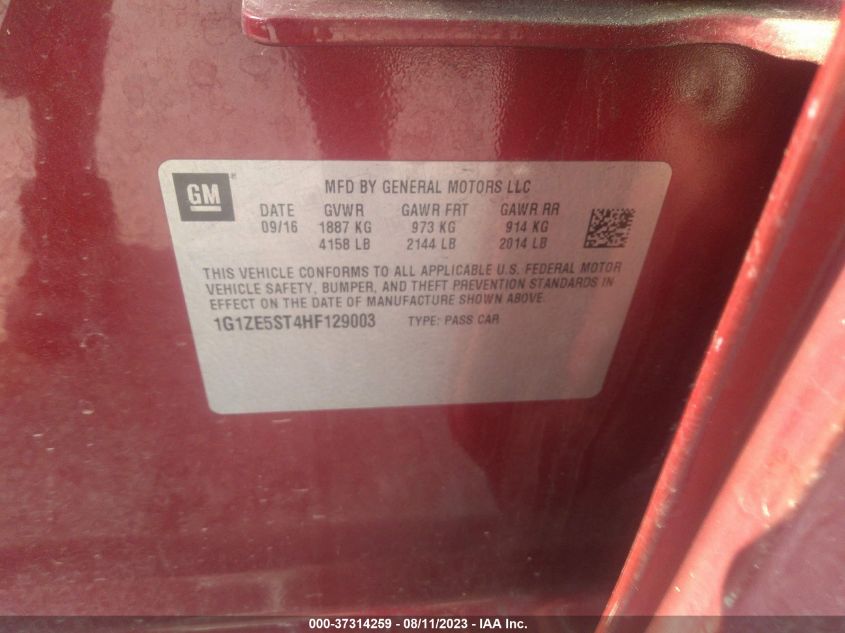 GM
MFD BY GENERAL MOTORS LLC
DATE GVWR GAWR FRT GAWR RR
09/16 1887 KG 973 KG 914 KG
4158 LB 2144 LB 2014 LB
THIS VEHICLE CONFORMS TO ALL APPLICABLE U.S. FEDERAL MOTOR
VEHICLE SAFETY, BUMPER, AND THEFT PREVENTION STANDARDS IN
EFFECT ON THE DATE OF MANUFACTURE SHOWN ABOVE.
1G1ZE5ST4HF129003 TYPE: PASS CAR
000-37314259 - 08/11/2023 - IAA Inc.